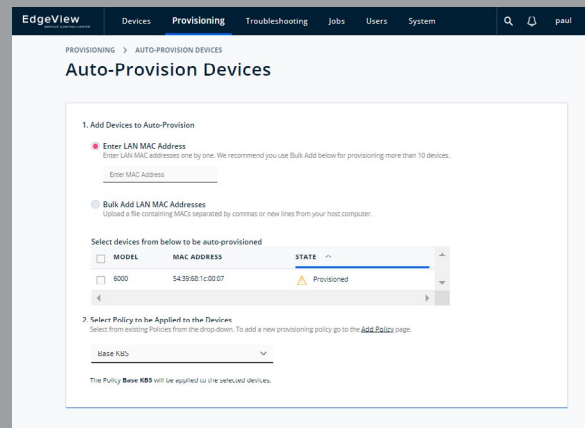 EdgeView
SERVICE CONTROL CENTER
Devices Provisioning Troubleshooting Jobs Users System paul
PROVISIONING > AUTO-PROVISION DEVICES
Auto-Provision Devices
1. Add Devices to Auto-Provision
Enter LAN MAC Address
Enter LAN MAC addresses one by one. We recommend you use Bulk Add below for provisioning more than 10 devices.
Enter MAC Address
Bulk Add LAN MAC Addresses
Upload a file containing MACs separated by commas or new lines from your host computer.
Select devices from below to be auto-provisioned
MODEL MAC ADDRESS STATE
6000 54:39:68:1c:00:07 Provisioned
2. Select Policy to be Applied to the Devices
Select from existing Policies from the drop-down. To add a new provisioning policy go to the Add Policy page.
Base KBS
The Policy Base KBS will be applied to the selected devices.